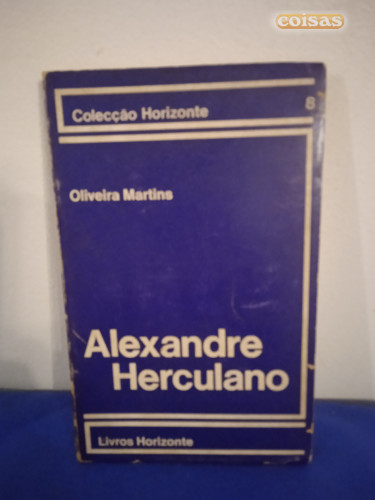 coisas
Colecção Horizonte
8
Oliveira Martins
Alexandre
Herculano
Livros Horizonte